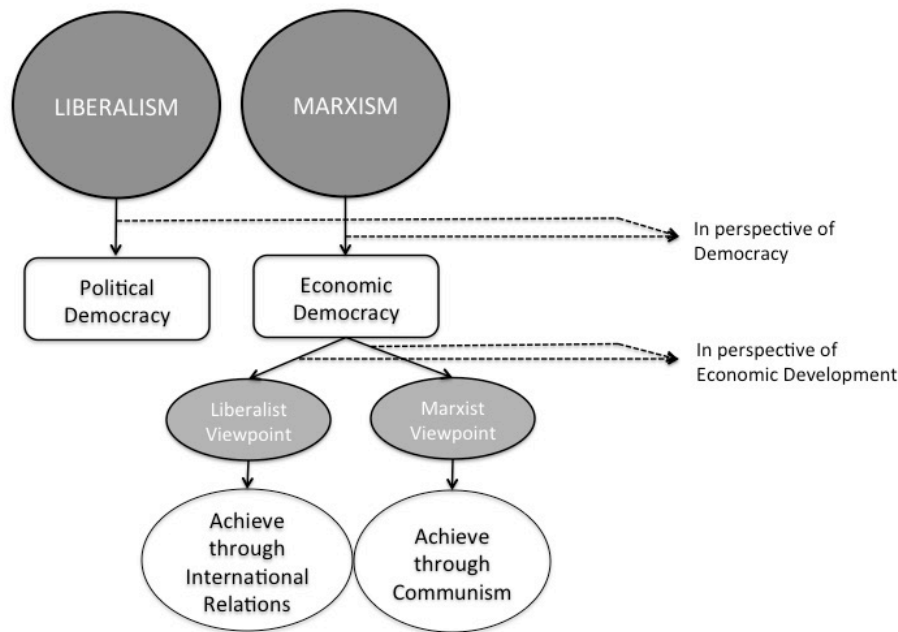 LIBERALISM
MARXISM
In perspective of
Democracy
Political
Democracy
Economic
Democracy
In perspective of
Economic Development
Liberalist
Viewpoint
Marxist
Viewpoint
Achieve
through
International
Relations
Achieve
through
Communism